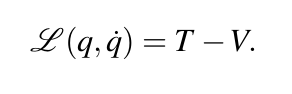 ℒ(q, q̇) = T − V.